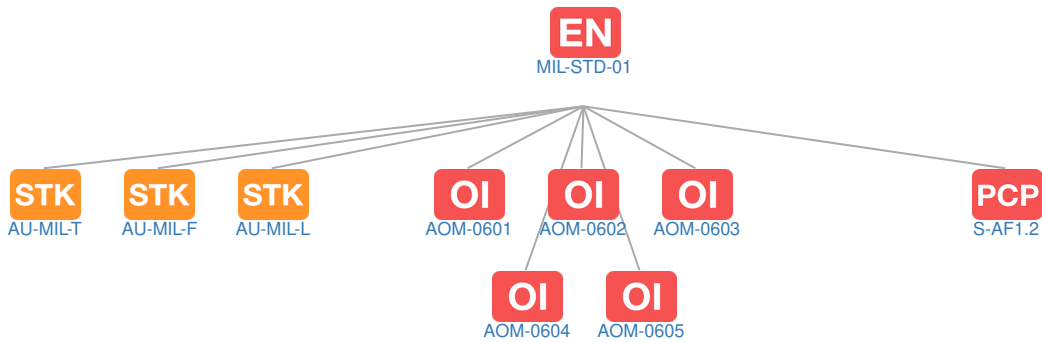 EN
MIL-STD-01
STK STK STK OI OI OI PCP
AU-MIL-T AU-MIL-F AU-MIL-L AOM-0601 AOM-0602 AOM-0603 S-AF1.2
OI OI
AOM-0604 AOM-0605